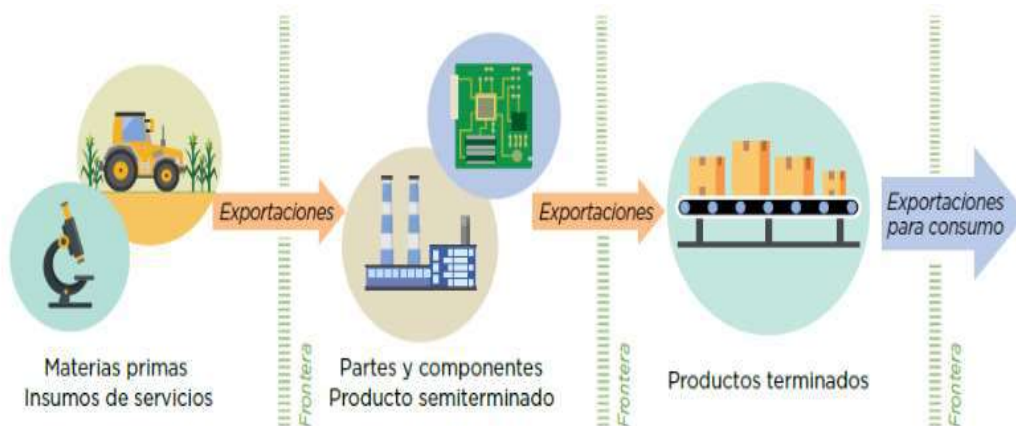 Exportaciones
Exportaciones
Exportaciones
para consumo
Materias primas
Insumos de servicios
Frontera
Partes y componentes
Producto semiterminado
Frontera
Productos terminados
Frontera